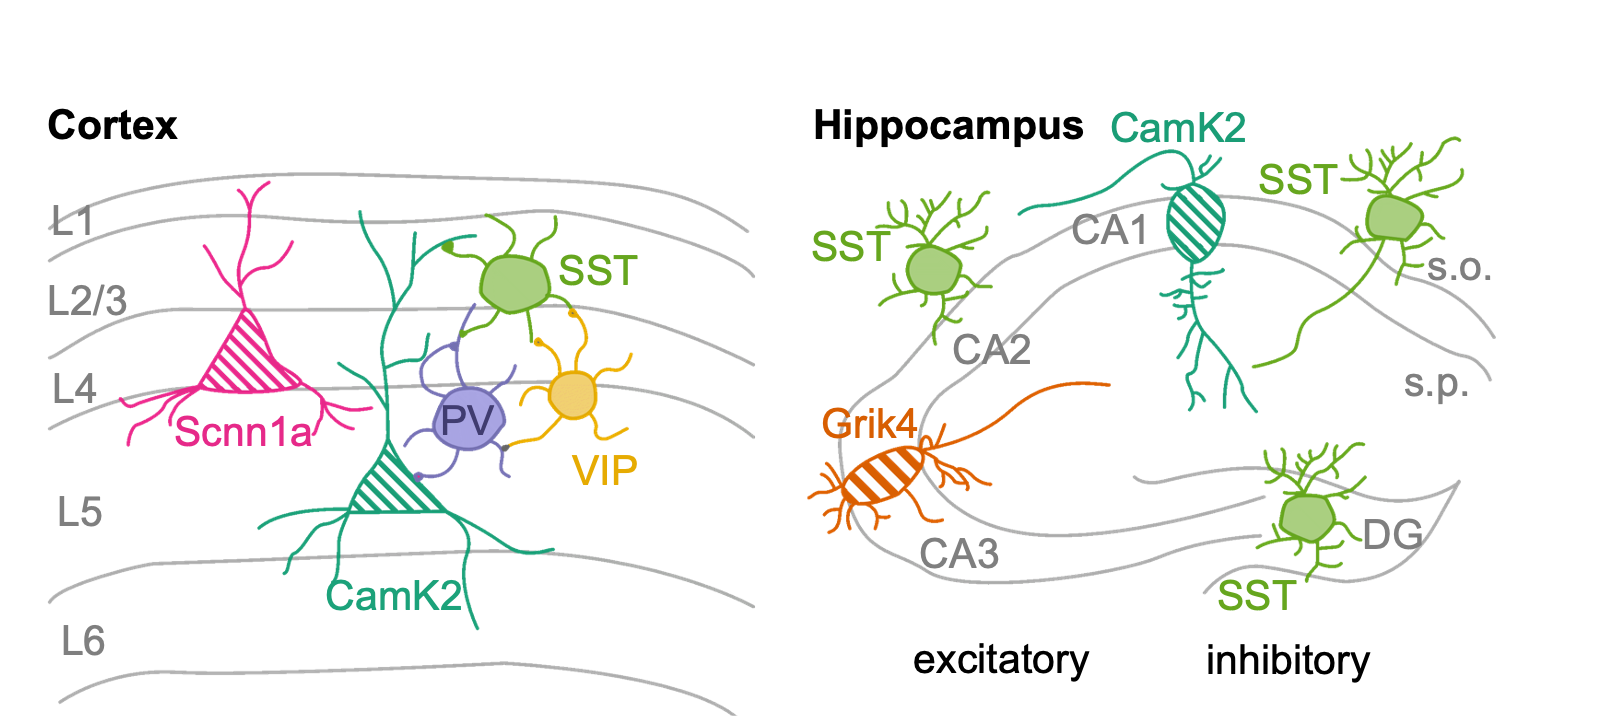 Cortex
L1
L2/3
L4
L5
L6
Scnn1a
CamK2
PV
SST
VIP
Hippocampus
CamK2
SST
SST
CA1
s.o.
CA2
s.p.
Grik4
CA3
DG
SST
excitatory
inhibitory